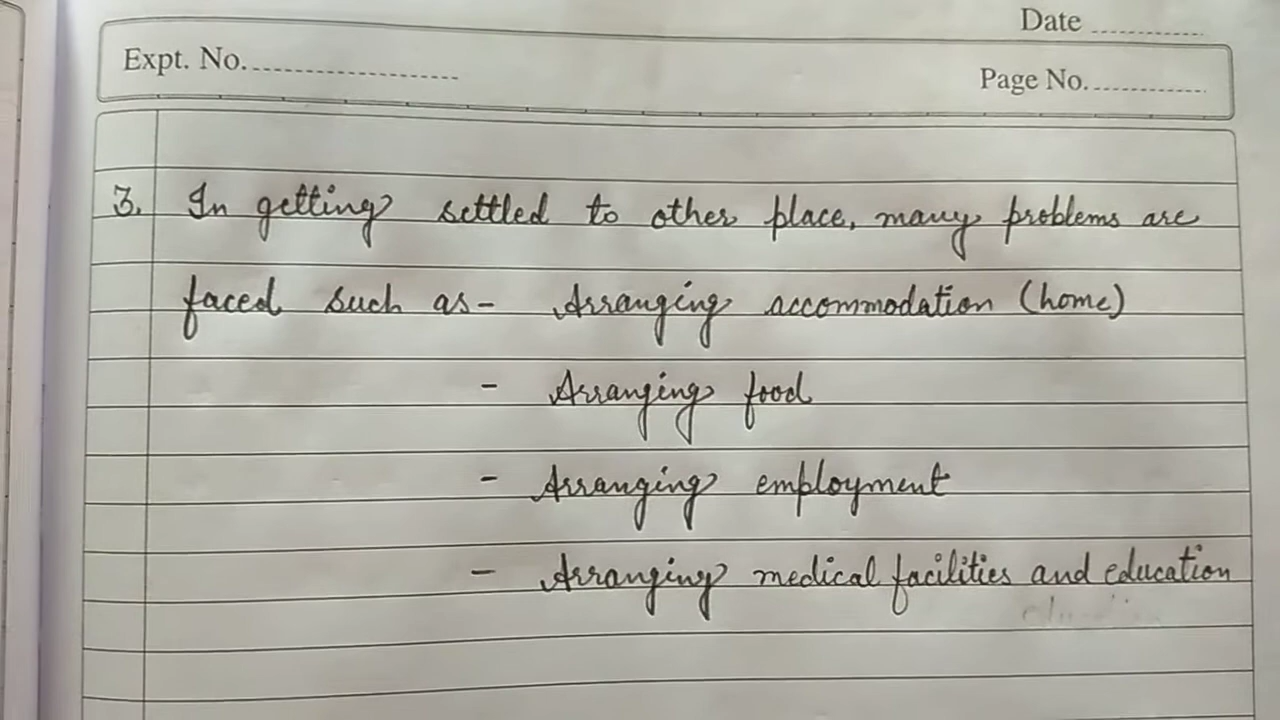 Date
Expt. No.
Page No.
3. In getting settled to other place, many problems are
faced such as- Arranging accommodation (home)
- Arranging food
- Arranging employment
- Arranging medical facilities and education